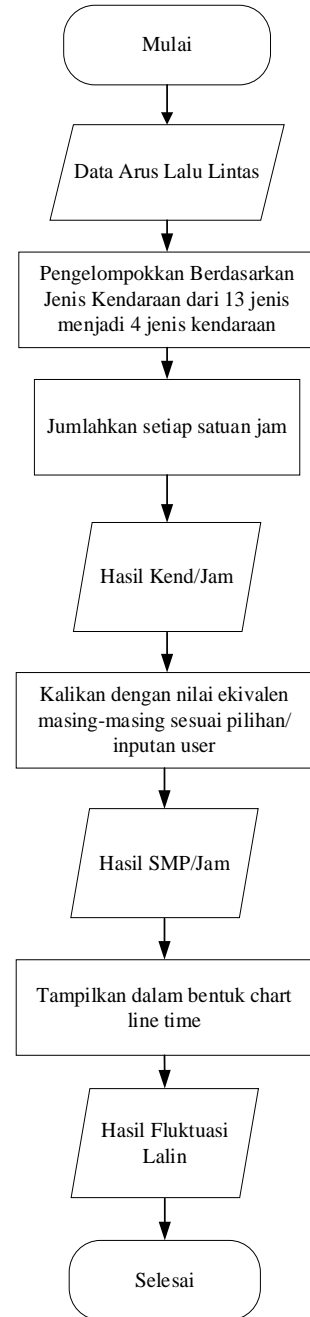 Mulai
Data Arus Lalu Lintas
Pengelompokkan Berdasarkan
Jenis Kendaraan dari 13 jenis
menjadi 4 jenis kendaraan
Jumlahkan setiap satuan jam
Hasil Kend/Jam
Kalikan dengan nilai ekivalen
masing-masing sesuai pilihan/
inputan user
Hasil SMP/Jam
Tampilkan dalam bentuk chart
line time
Hasil Fluktuasi
Lalin
Selesai